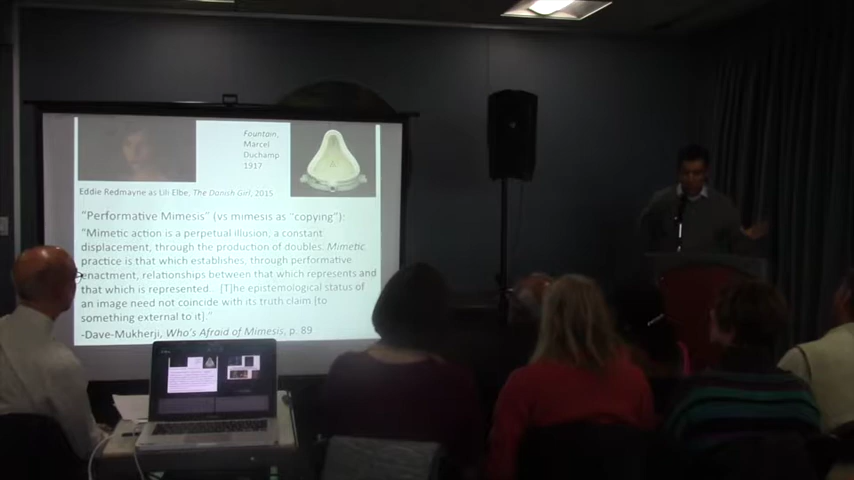 Fountain,
Marcel
Duchamp
1917
Eddie Redmayne as Lili Elbe, The Danish Girl, 2015
"Performative Mimesis" (vs mimesis as "copying"):
"Mimetic action is a perpetual illusion, a constant
displacement, through the production of doubles. Mimetic
practice is that which establishes, through performative
enactment, relationships between that which represents and
that which is represented... [T]he epistemological status of
an image need not coincide with its truth claim [to
something external to it]."
-Dave-Mukherji, Who's Afraid of Mimesis, p. 89